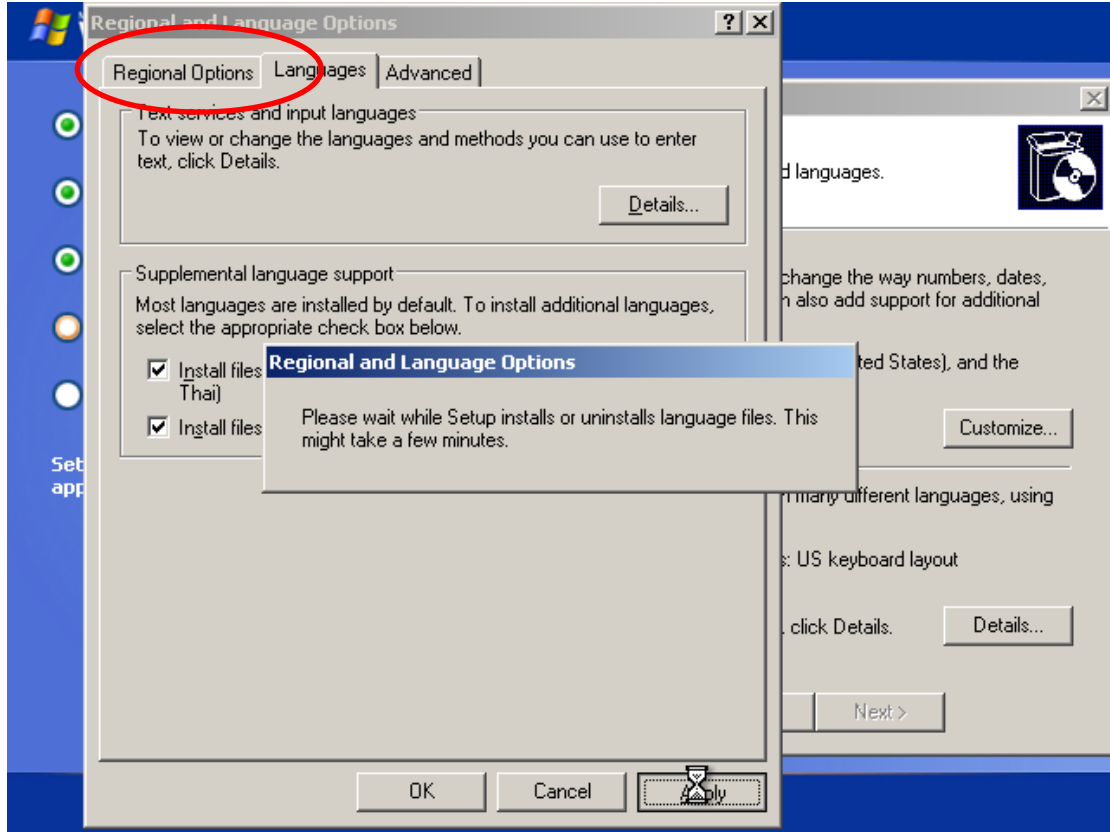 Regional and Language Options
Regional Options
Languages
Advanced
Text services and input languages
To view or change the languages and methods you can use to enter
text, click Details.
Details...
Supplemental language support
Most languages are installed by default. To install additional languages,
select the appropriate check box below.
Install files
Thai)
Install files
Regional and Language Options
Please wait while Setup installs or uninstalls language files. This
might take a few minutes.
OK
Cancel
Apply
Set
app
d languages.
change the way numbers, dates,
n also add support for additional
ted States), and the
Customize...
many different languages, using
s: US keyboard layout
click Details.
Details...
Next >